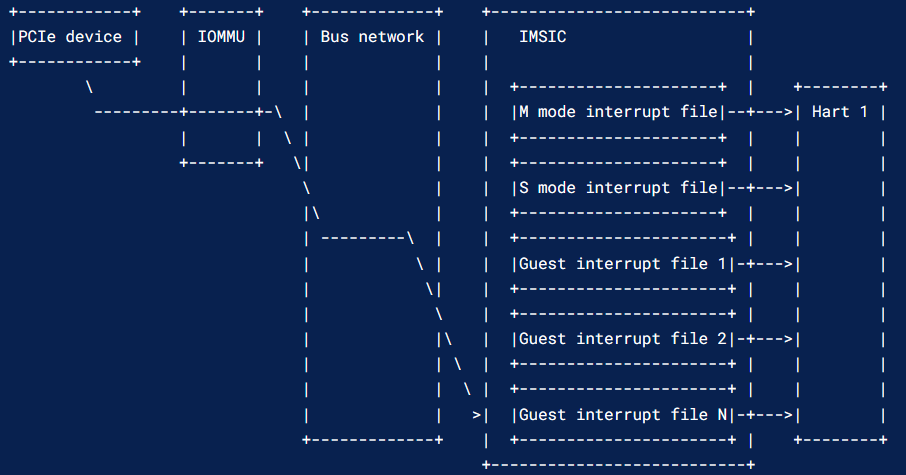 PCIe device IOMMU Bus network IMSIC
M mode interrupt file Hart 1
S mode interrupt file
Guest interrupt file 1
Guest interrupt file 2
Guest interrupt file N